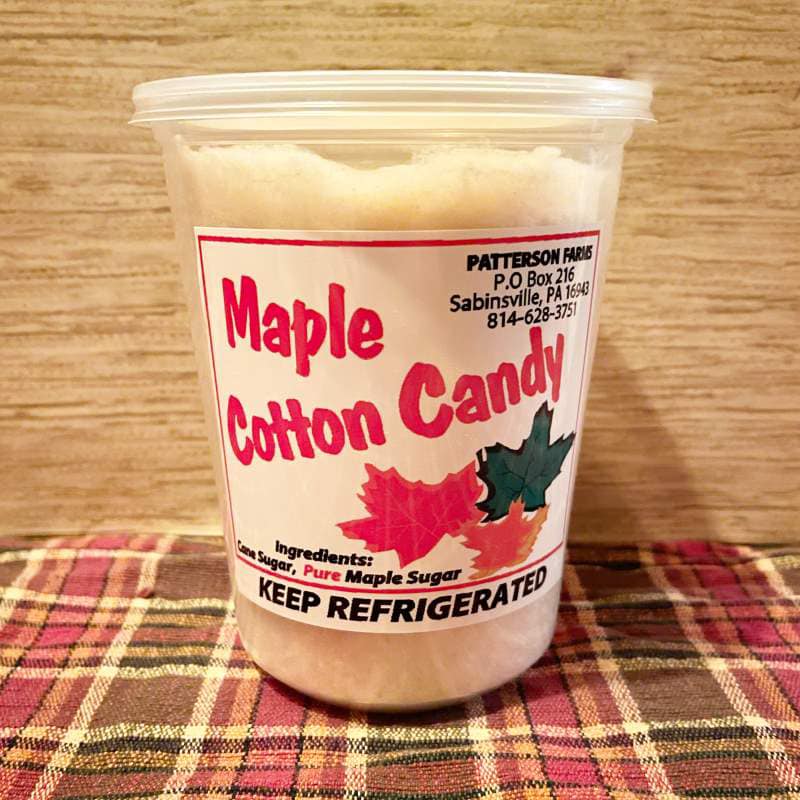 PATTERSON FARMS
P.O Box 216
Sabinsville, PA 16943
814-628-3751
Maple
Cotton Candy
Ingredients:
Cane Sugar, Pure Maple Sugar
KEEP REFRIGERATED